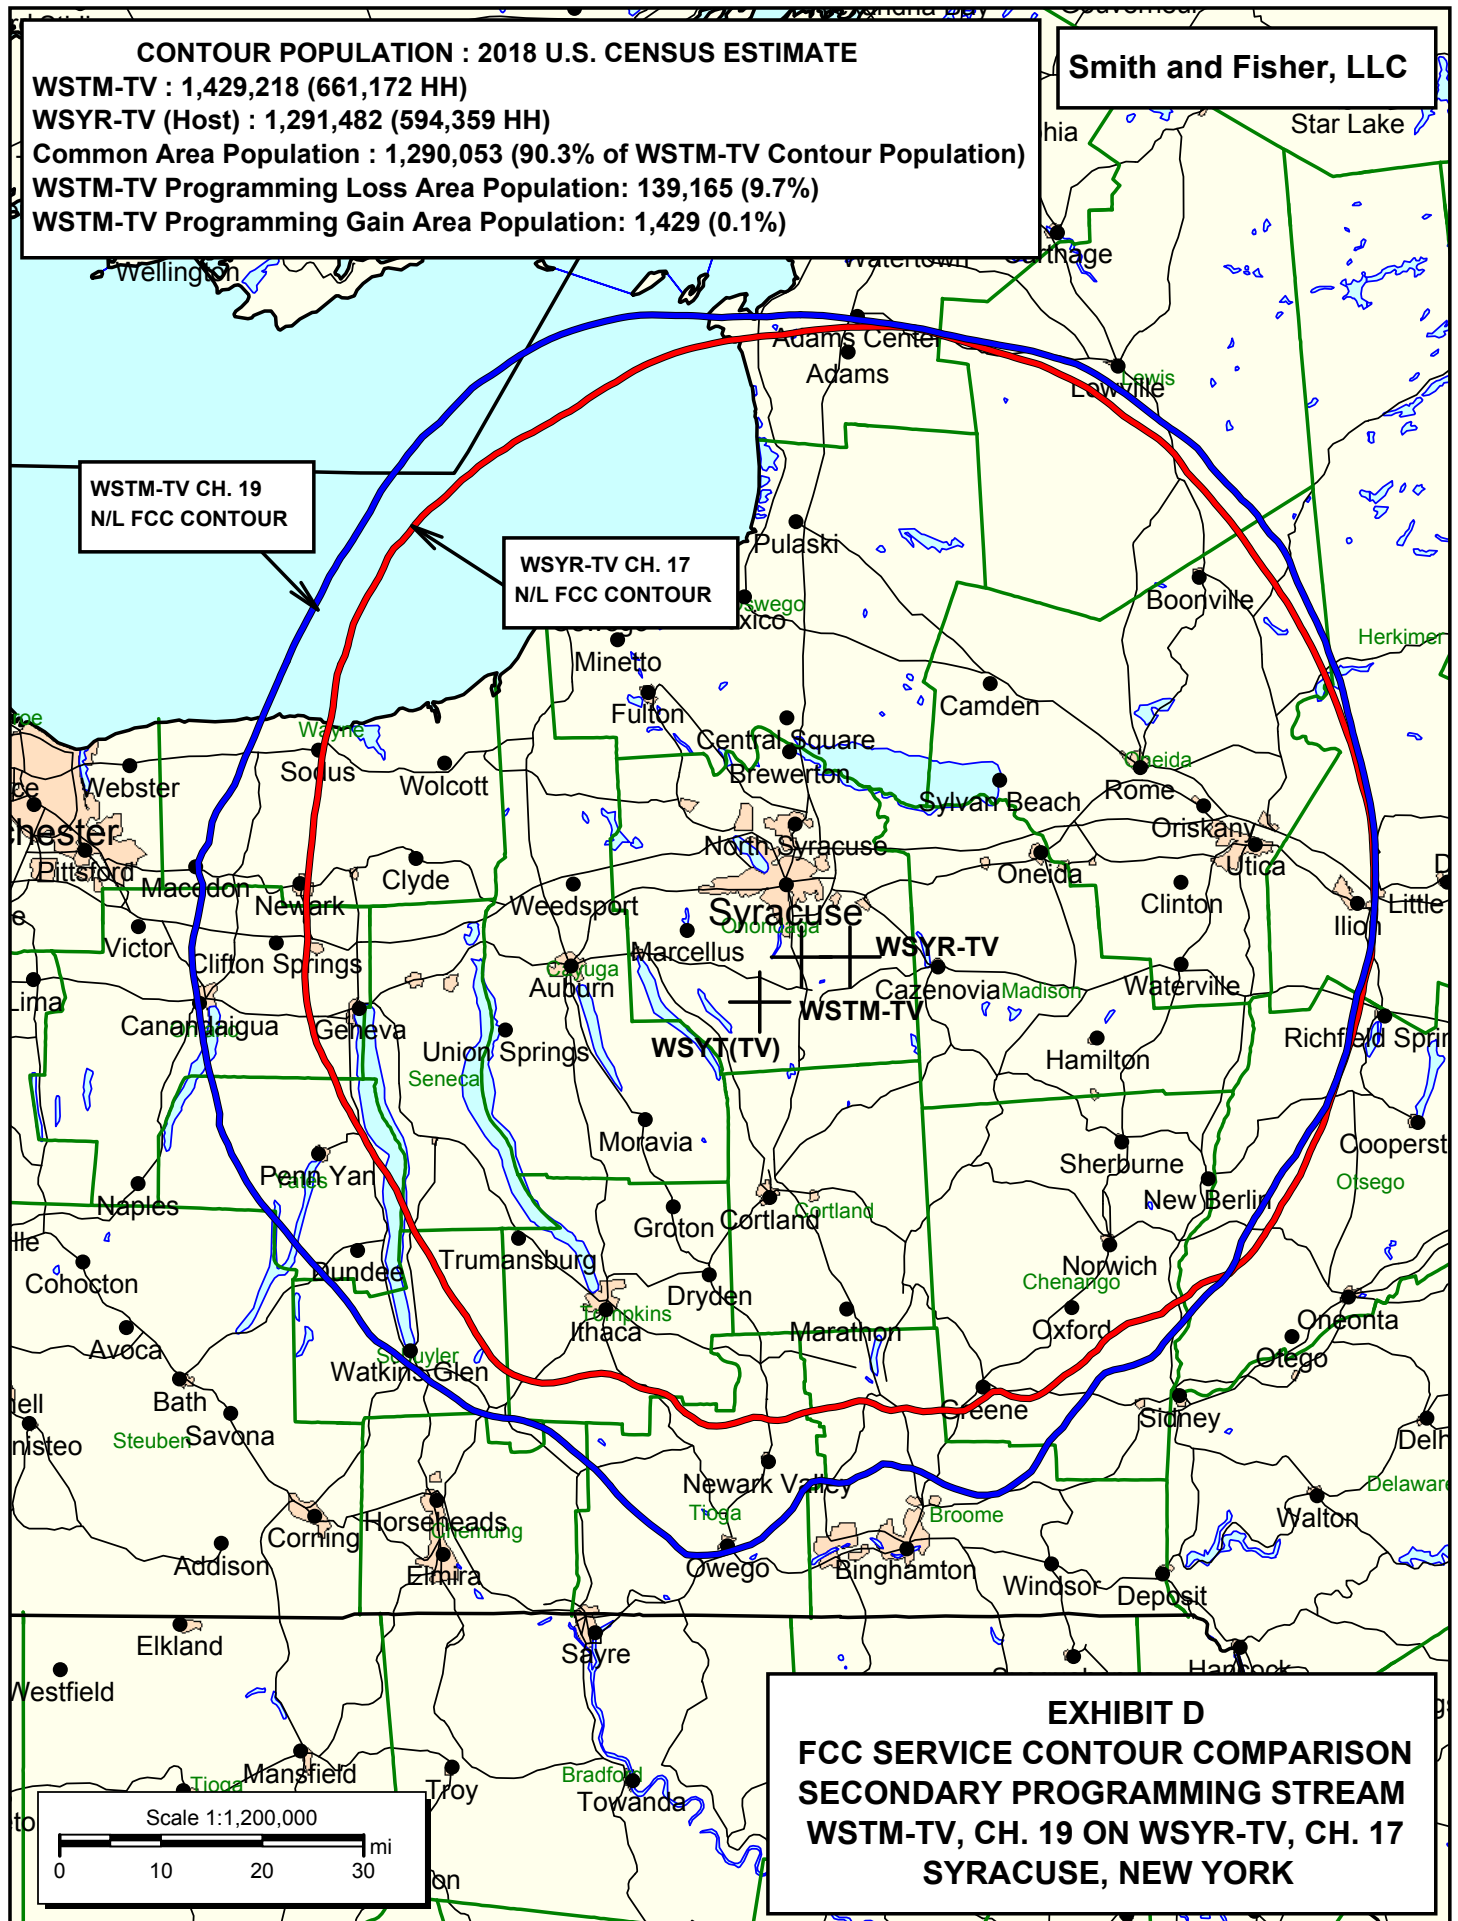 CONTOUR POPULATION : 2018 U.S. CENSUS ESTIMATE
WSTM-TV : 1,429,218 (661,172 HH)
WSYR-TV (Host) : 1,291,482 (594,359 HH)
Common Area Population : 1,290,053 (90.3% of WSTM-TV Contour Population)
WSTM-TV Programming Loss Area Population: 139,165 (9.7%)
WSTM-TV Programming Gain Area Population: 1,429 (0.1%)
Smith and Fisher, LLC
Star Lake
Wellington
Adams Center
Adams
Lewis
Lowville
WSTM-TV CH. 19
N/L FCC CONTOUR
Pulaski
WSYR-TV CH. 17
N/L FCC CONTOUR
Boonville
Herkimer
Minetto
Fulton
Camden
Wayne
Sodus
Wolcott
Webster
Central Square
Brewerton
Sylvan Beach
Oneida
Rome
Oriskany
Utica
North Syracuse
Oneida
Pittsford
Macedon
Newark
Clyde
Weedsport
Syracuse
Onondaga
Clinton
Ilion
Little
Victor
Clifton Springs
Marcellus
WSYR-TV
Cayuga
Auburn
Cazenovia
Madison
Waterville
Lima
Canandaigua
Ontario
Geneva
Union Springs
WSTM-TV
WSYT(TV)
Hamilton
Richfield Sprin
Seneca
Moravia
Sherburne
Cooperst
Penn Yan
Yates
Naples
Groton
Cortland
Cortland
New Berlin
Otsego
Cohocton
Dundee
Trumansburg
Dryden
Norwich
Chenango
Tompkins
Ithaca
Marathon
Oxford
Oneonta
Otego
Avoca
Schuyler
Watkins Glen
Bath
Savona
Steuben
Greene
Sidney
Delh
Newark Valley
Tioga
Broome
Delaware
Walton
Corning
Horseheads
Chemung
Elmira
Addison
Owego
Binghamton
Windsor
Deposit
Elkland
Sayre
Hancock
Westfield
Mansfield
Tioga
Troy
Bradford
Towanda
Scale 1:1,200,000
mi
0 10 20 30
EXHIBIT D
FCC SERVICE CONTOUR COMPARISON
SECONDARY PROGRAMMING STREAM
WSTM-TV, CH. 19 ON WSYR-TV, CH. 17
SYRACUSE, NEW YORK